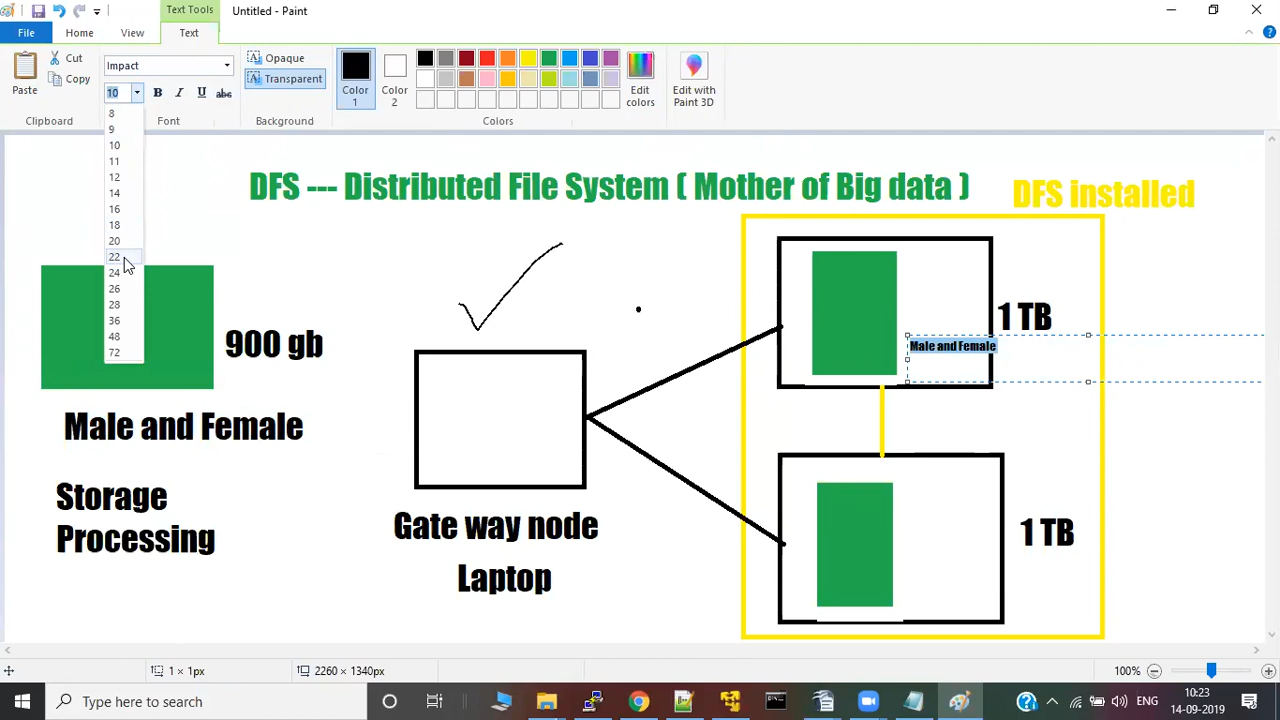 Text Tools
Untitled - Paint
File
Home
View
Text
Paste
Cut
Copy
Clipboard
Impact
10
B
I
U
abc
Font
8
9
10
11
12
14
16
18
20
22
24
26
28
36
48
72
Opaque
Transparent
Background
Color
1
Color
2
Edit
colors
Edit with
Paint 3D
Colors
DFS --- Distributed File System ( Mother of Big data )
DFS installed
900 gb
Male and Female
Storage
Processing
Gate way node
Laptop
1 TB
Male and Female
1 TB
1 × 1px
2260 × 1340px
100%
Type here to search
ENG
10:23
14-09-2019